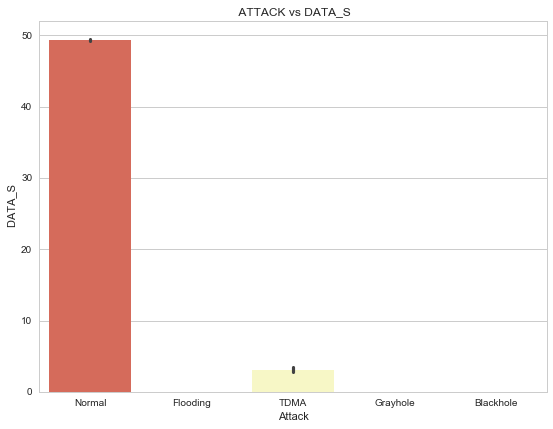 ATTACK vs DATA_S
DATA_S
50
40
30
20
10
0
Normal Flooding TDMA Grayhole Blackhole
Attack